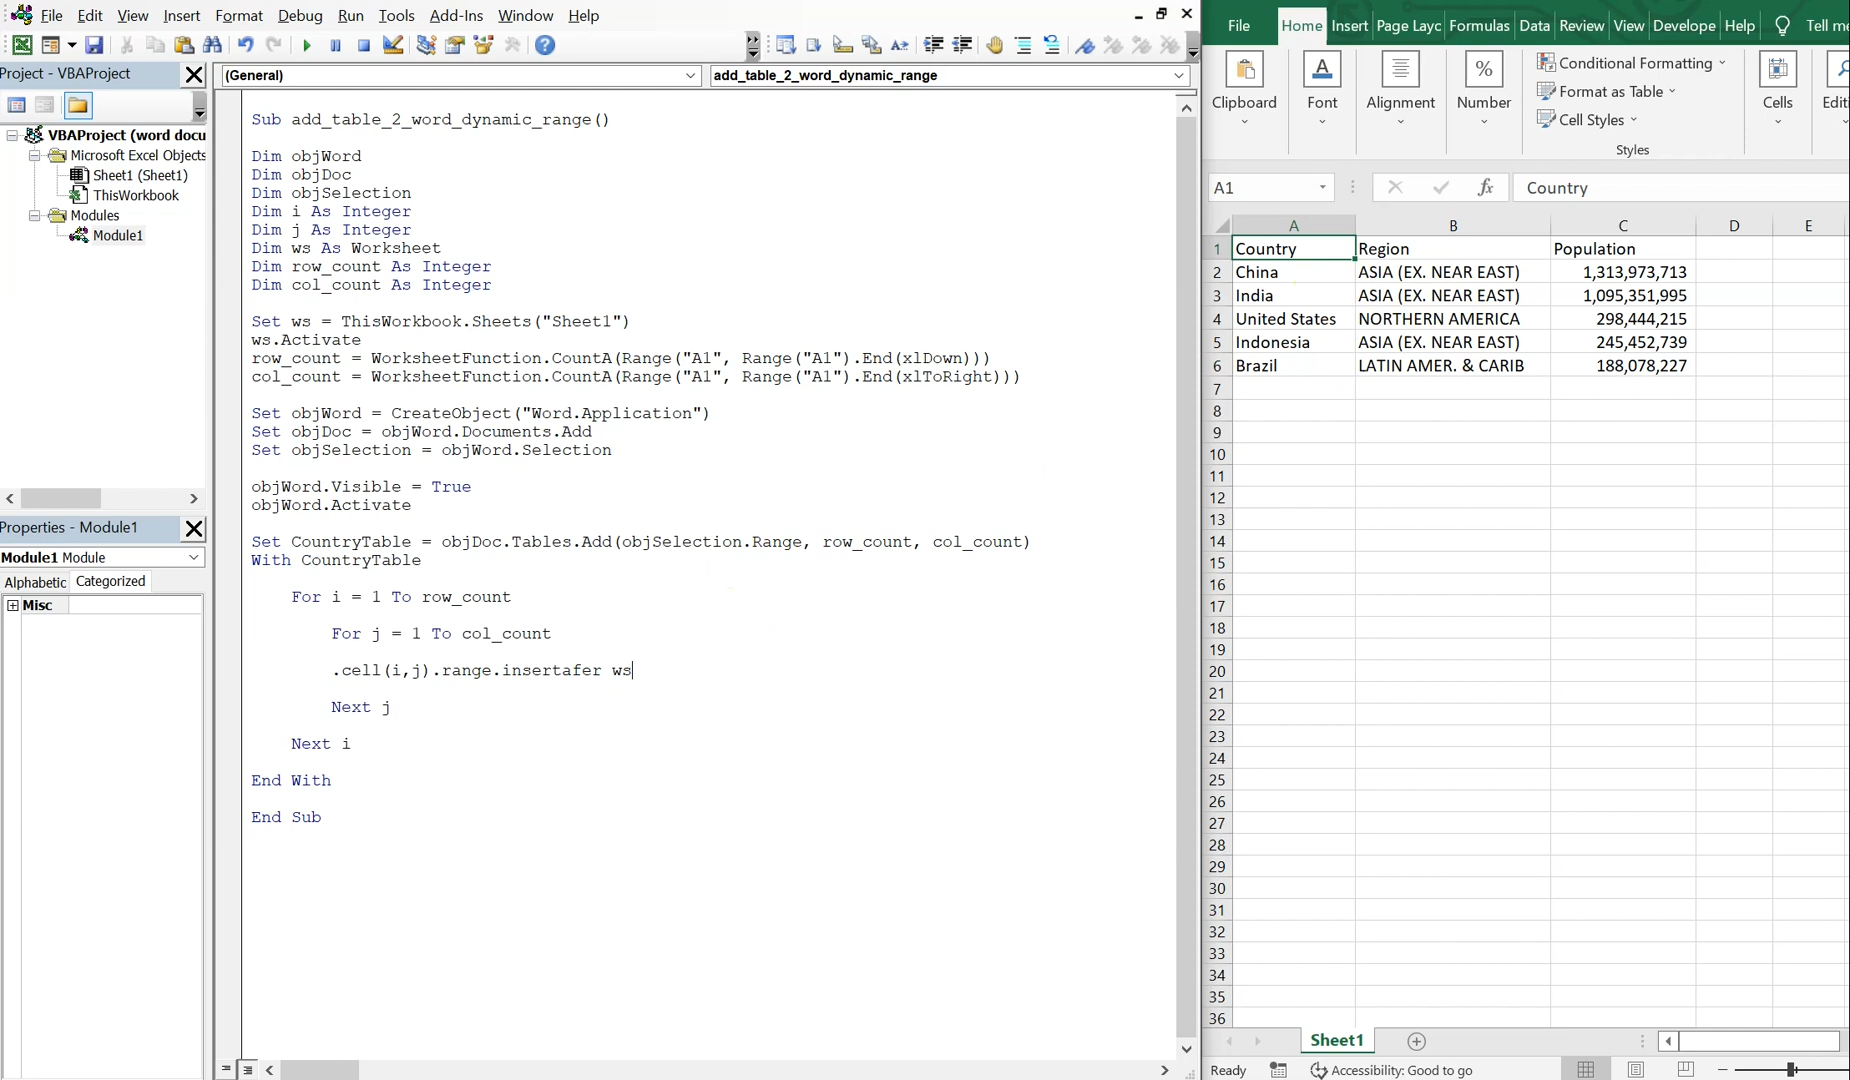 File Edit View Insert Format Debug Run Tools Add-Ins Window Help
Project - VBAProject
VBAProject (word docu
Microsoft Excel Objects
Sheet1 (Sheet1)
ThisWorkbook
Modules
Module1
Properties - Module1
Module1 Module
Alphabetic Categorized
Misc
(General) add_table_2_word_dynamic_range
Sub add_table_2_word_dynamic_range()
Dim objWord
Dim objDoc
Dim objSelection
Dim i As Integer
Dim j As Integer
Dim ws As Worksheet
Dim row_count As Integer
Dim col_count As Integer
Set ws = ThisWorkbook.Sheets("Sheet1")
ws.Activate
row_count = WorksheetFunction.CountA(Range("A1", Range("A1").End(xlDown)))
col_count = WorksheetFunction.CountA(Range("A1", Range("A1").End(xlToRight)))
Set objWord = CreateObject("Word.Application")
Set objDoc = objWord.Documents.Add
Set objSelection = objWord.Selection
objWord.Visible = True
objWord.Activate
Set CountryTable = objDoc.Tables.Add(objSelection.Range, row_count, col_count)
With CountryTable
For i = 1 To row_count
For j = 1 To col_count
.cell(i,j).range.insertafer ws
Next j
Next i
End With
End Sub
File Home Insert Page Layc Formulas Data Review View Develope Help Tell me
Clipboard Font Alignment Number Conditional Formatting Format as Table Cell Styles Cells Editi
Styles
A1 fx Country
A B C D E
1 Country Region Population
2 China ASIA (EX. NEAR EAST) 1,313,973,713
3 India ASIA (EX. NEAR EAST) 1,095,351,995
4 United States NORTHERN AMERICA 298,444,215
5 Indonesia ASIA (EX. NEAR EAST) 245,452,739
6 Brazil LATIN AMER. & CARIB 188,078,227
7
8
9
10
11
12
13
14
15
16
17
18
19
20
21
22
23
24
25
26
27
28
29
30
31
32
33
34
35
36
Sheet1
Ready Accessibility: Good to go